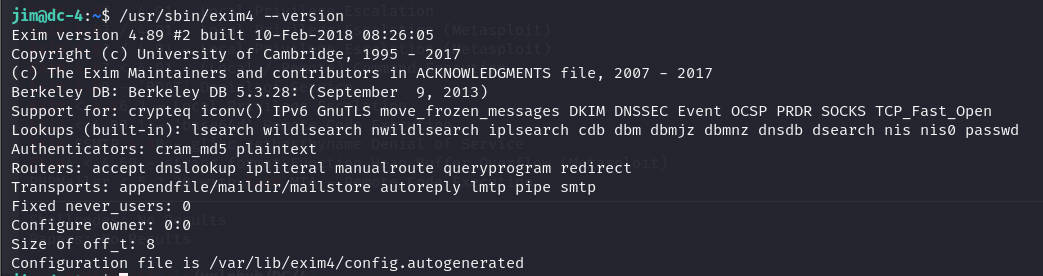 jim@dc-4:~$ /usr/sbin/exim4 --version
Exim version 4.89 #2 built 10-Feb-2018 08:26:05
Copyright (c) University of Cambridge, 1995 - 2017
(c) The Exim Maintainers and contributors in ACKNOWLEDGMENTS file, 2007 - 2017
Berkeley DB: Berkeley DB 5.3.28: (September  9, 2013)
Support for: crypteq iconv() IPv6 GnuTLS move_frozen_messages DKIM DNSSEC Event OCSP PRDR SOCKS TCP_Fast_Open
Lookups (built-in): lsearch wildlsearch nwildlsearch iplsearch cdb dbm dbmjz dbmnz dnsdb dsearch nis nis0 passwd
Authenticators: cram_md5 plaintext
Routers: accept dnslookup ipliteral manualroute queryprogram redirect
Transports: appendfile/maildir/mailstore autoreply lmtp pipe smtp
Fixed never_users: 0
Configure owner: 0:0
Size of off_t: 8
Configuration file is /var/lib/exim4/config.autogenerated